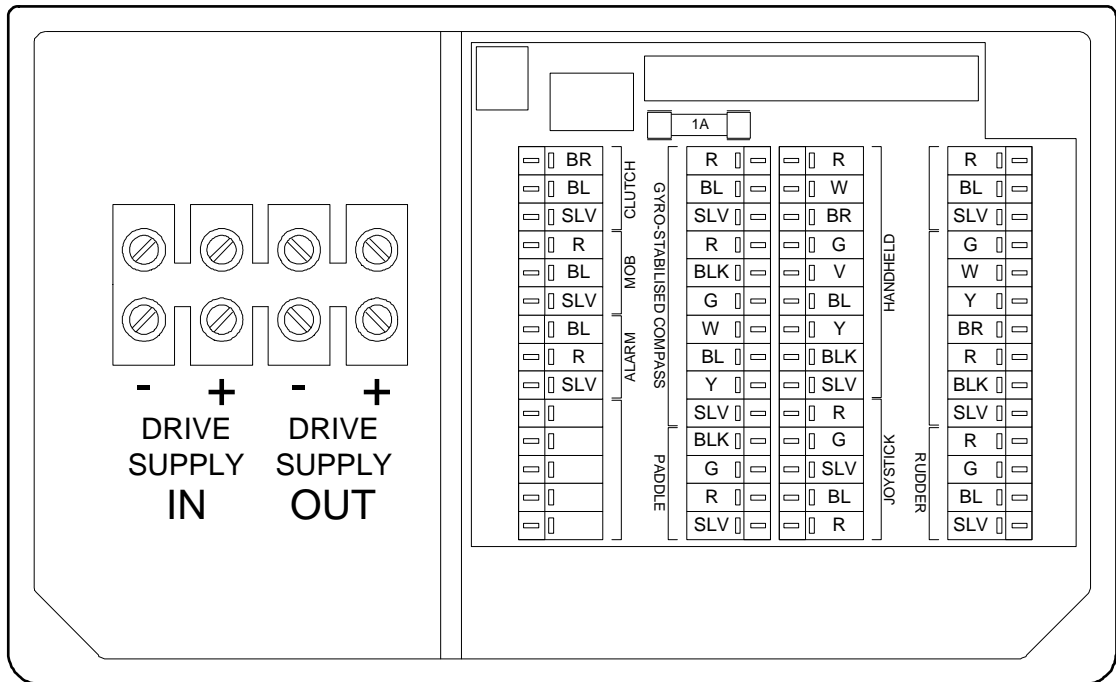 1A
BR
BL
SLV
R
BL
SLV
BL
R
SLV
CLUTCH
MOB
ALARM
GYRO-STABILISED COMPASS
PADDLE
R
BL
SLV
R
BLK
G
W
BL
Y
SLV
BLK
G
R
SLV
R
W
BR
G
V
BL
Y
BLK
SLV
R
G
SLV
BL
R
HANDHELD
JOYSTICK
RUDDER
R
BL
SLV
G
W
Y
BR
R
BLK
SLV
R
G
BL
SLV
- + - +
DRIVE SUPPLY IN
DRIVE SUPPLY OUT